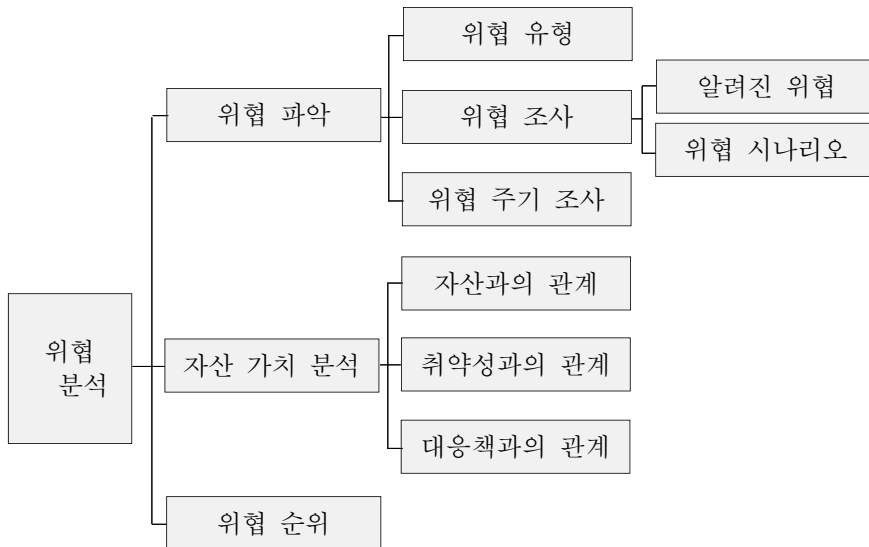 위협 유형
위협 파악
위협 조사
알려진 위협
위협 시나리오
위협 주기 조사
위협
분석
자산 가치 분석
자산과의 관계
취약성과의 관계
대응책과의 관계
위협 순위